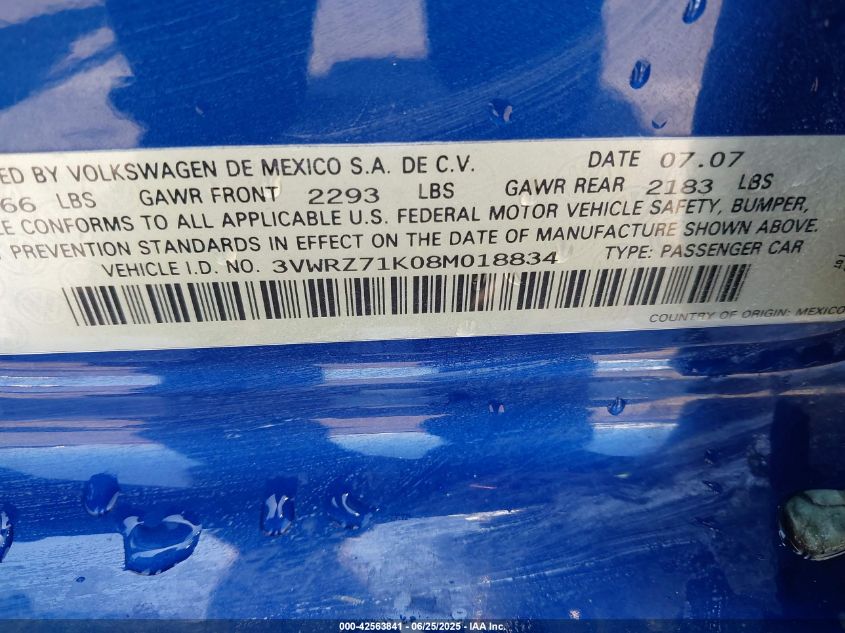 ED BY VOLKSWAGEN DE MEXICO S.A. DE C.V. DATE 07.07
66 LBS GAWR FRONT 2293 LBS GAWR REAR 2183 LBS
CONFORMS TO ALL APPLICABLE U.S. FEDERAL MOTOR VEHICLE SAFETY, BUMPER,
PREVENTION STANDARDS IN EFFECT ON THE DATE OF MANUFACTURE SHOWN ABOVE.
VEHICLE I.D. NO. 3VWRZ71K08M018834 TYPE: PASSENGER CAR
COUNTRY OF ORIGIN: MEXICO
000-42563841 - 06/25/2025 - IAA Inc.